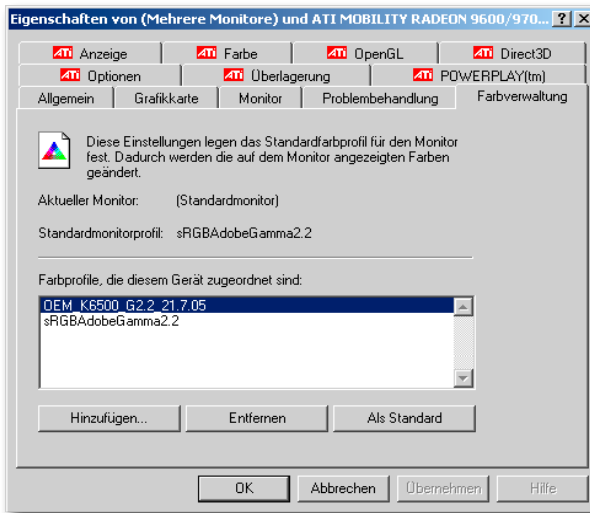 Eigenschaften von (Mehrere Monitore) und ATI MOBILITY RADEON 9600/970...
ATI Anzeige ATI Farbe ATI OpenGL ATI Direct3D
ATI Optionen ATI Überlagerung ATI POWERPLAY(tm)
Allgemein Grafikkarte Monitor Problembehandlung Farbverwaltung
Diese Einstellungen legen das Standardfarbprofil für den Monitor
fest. Dadurch werden die auf dem Monitor angezeigten Farben
geändert.
Aktueller Monitor: (Standardmonitor)
Standardmonitorprofil: sRGBAdobeGamma2.2
Farbprofile, die diesem Gerät zugeordnet sind:
OEM_K6500_G2.2_21.7.05
sRGBAdobeGamma2.2
Hinzufügen... Entfernen Als Standard
OK Abbrechen Übernehmen Hilfe